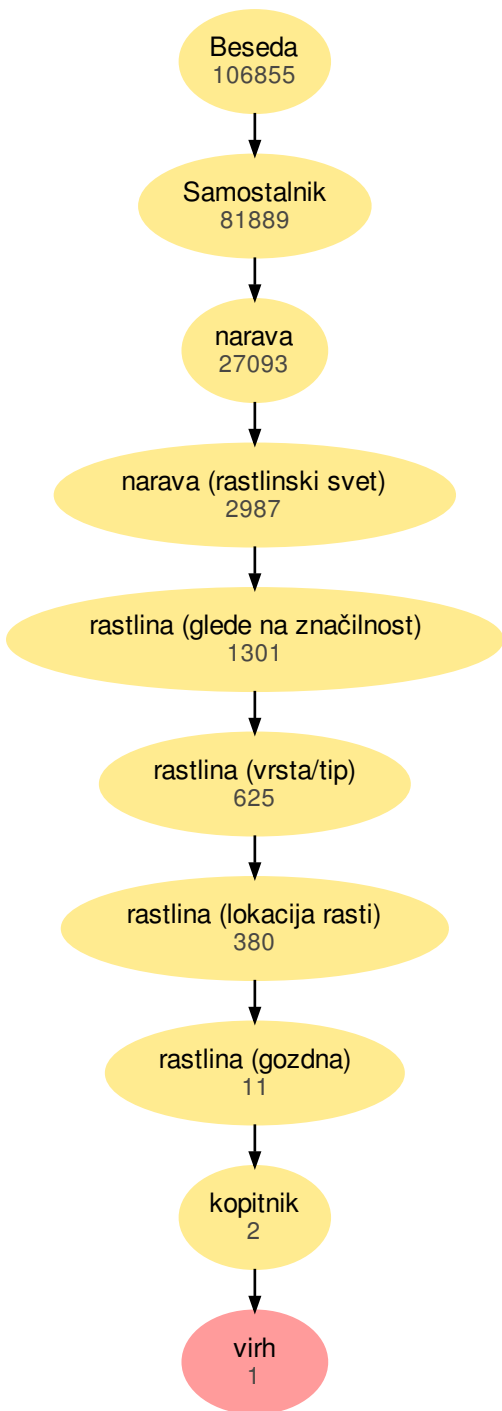 Beseda
106855
Samostalnik
81889
narava
27093
narava (rastlinski svet)
2987
rastlina (glede na značilnost)
1301
rastlina (vrsta/tip)
625
rastlina (lokacija rasti)
380
rastlina (gozdna)
11
kopitnik
2
virh
1